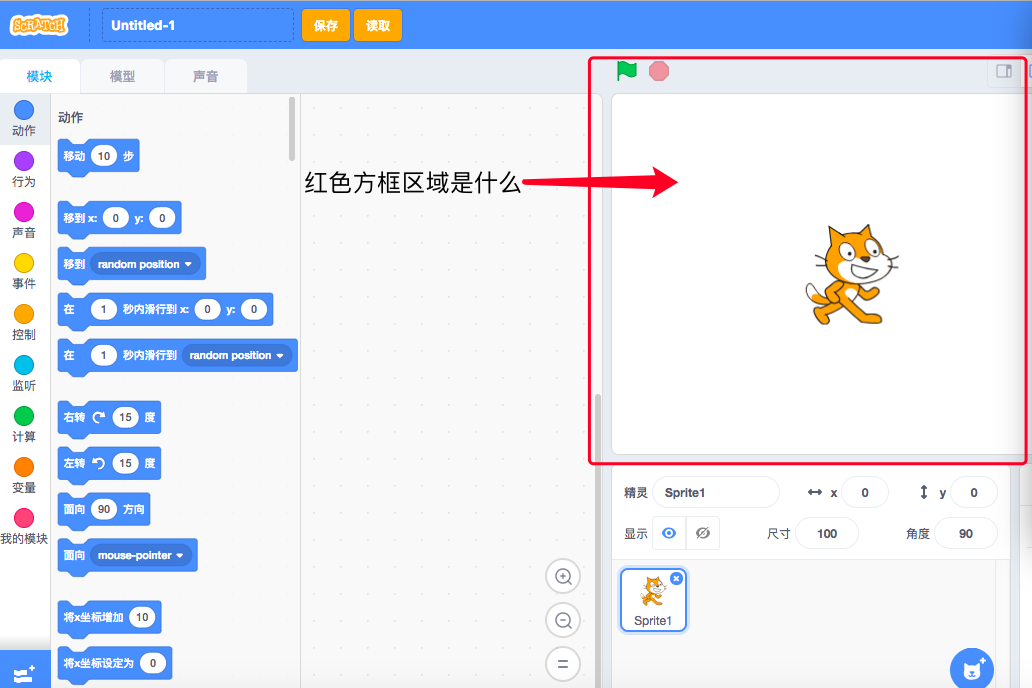 SCRATCH
Untitled-1
保存
读取
模块
模型
声音
动作
行为
声音
事件
控制
监听
计算
变量
我的模块
动作
移动 10 步
移到 x: 0 y: 0
移到 random position
在 1 秒内滑行到 x: 0 y: 0
在 1 秒内滑行到 random position
右转 15 度
左转 15 度
面向 90 方向
面向 mouse-pointer
将x坐标增加 10
将x坐标设定为 0
红色方框区域是什么
精灵 Sprite1 x 0 y 0
显示 尺寸 100 角度 90
Sprite1